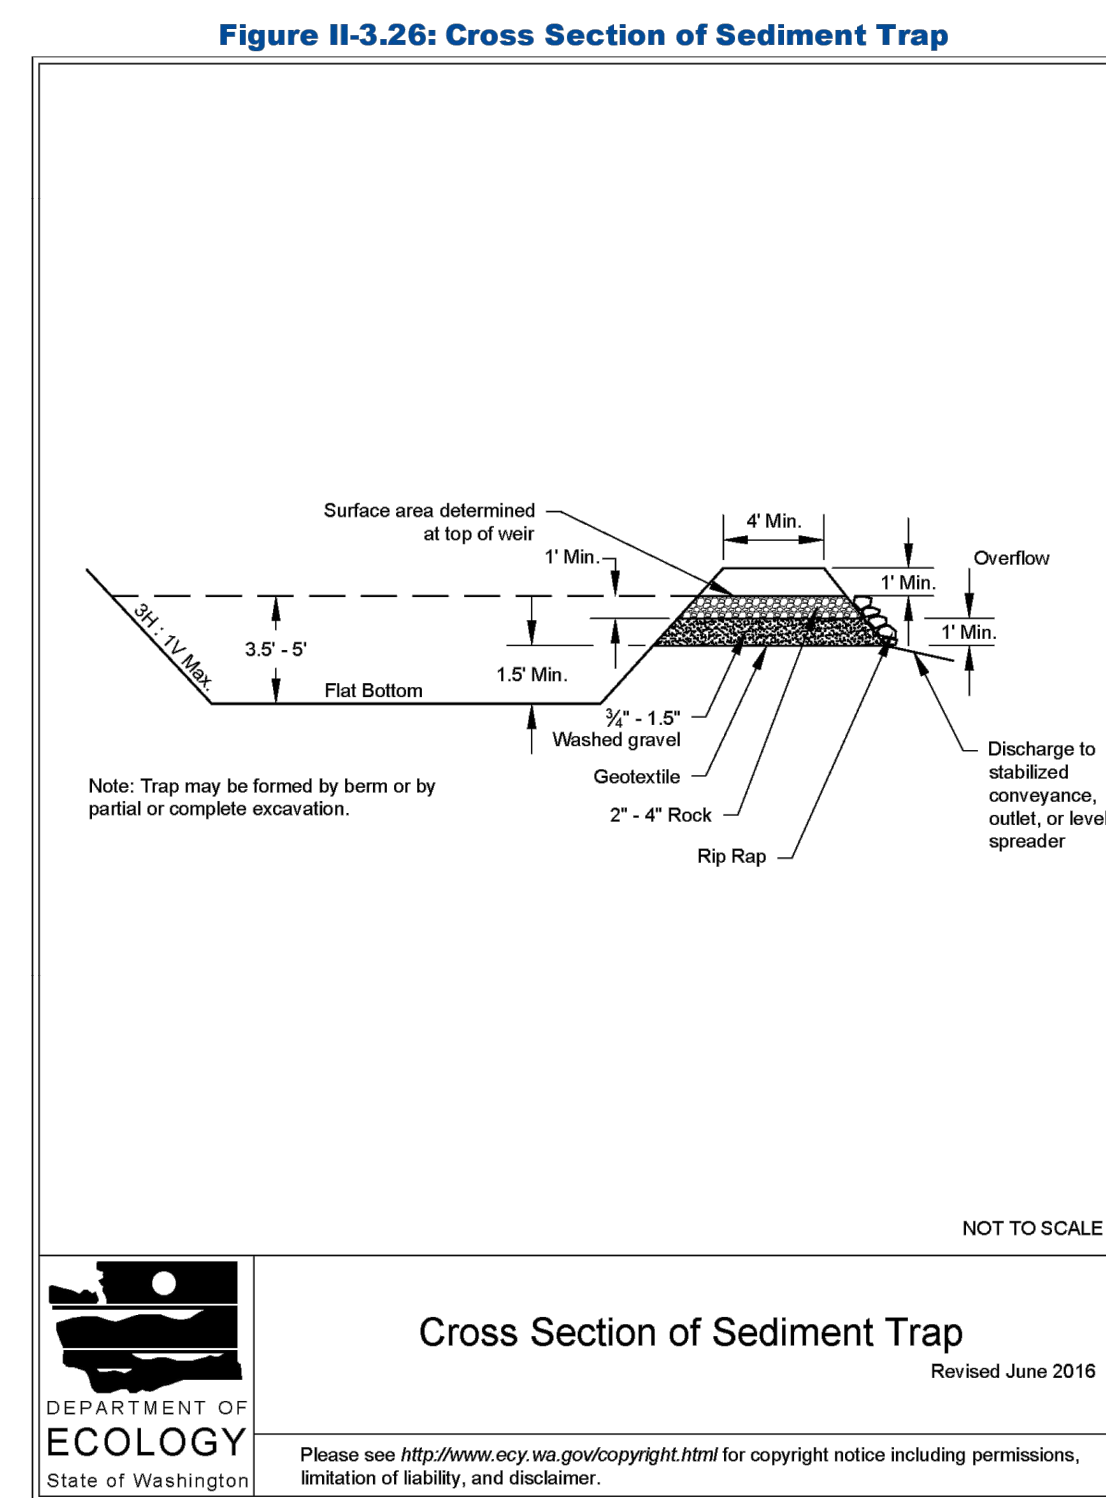 Figure II-3.26: Cross Section of Sediment Trap
Surface area determined
at top of weir
4' Min.
1' Min.
Overflow
1' Min.
3H : 1V Max.
3.5' - 5'
1' Min.
1.5' Min.
Flat Bottom
¾" - 1.5"
Washed gravel
Geotextile
2" - 4" Rock
Rip Rap
Discharge to
stabilized
conveyance,
outlet, or level
spreader
Note: Trap may be formed by berm or by
partial or complete excavation.
NOT TO SCALE
Cross Section of Sediment Trap
Revised June 2016
DEPARTMENT OF
ECOLOGY
State of Washington
Please see http://www.ecy.wa.gov/copyright.html for copyright notice including permissions,
limitation of liability, and disclaimer.